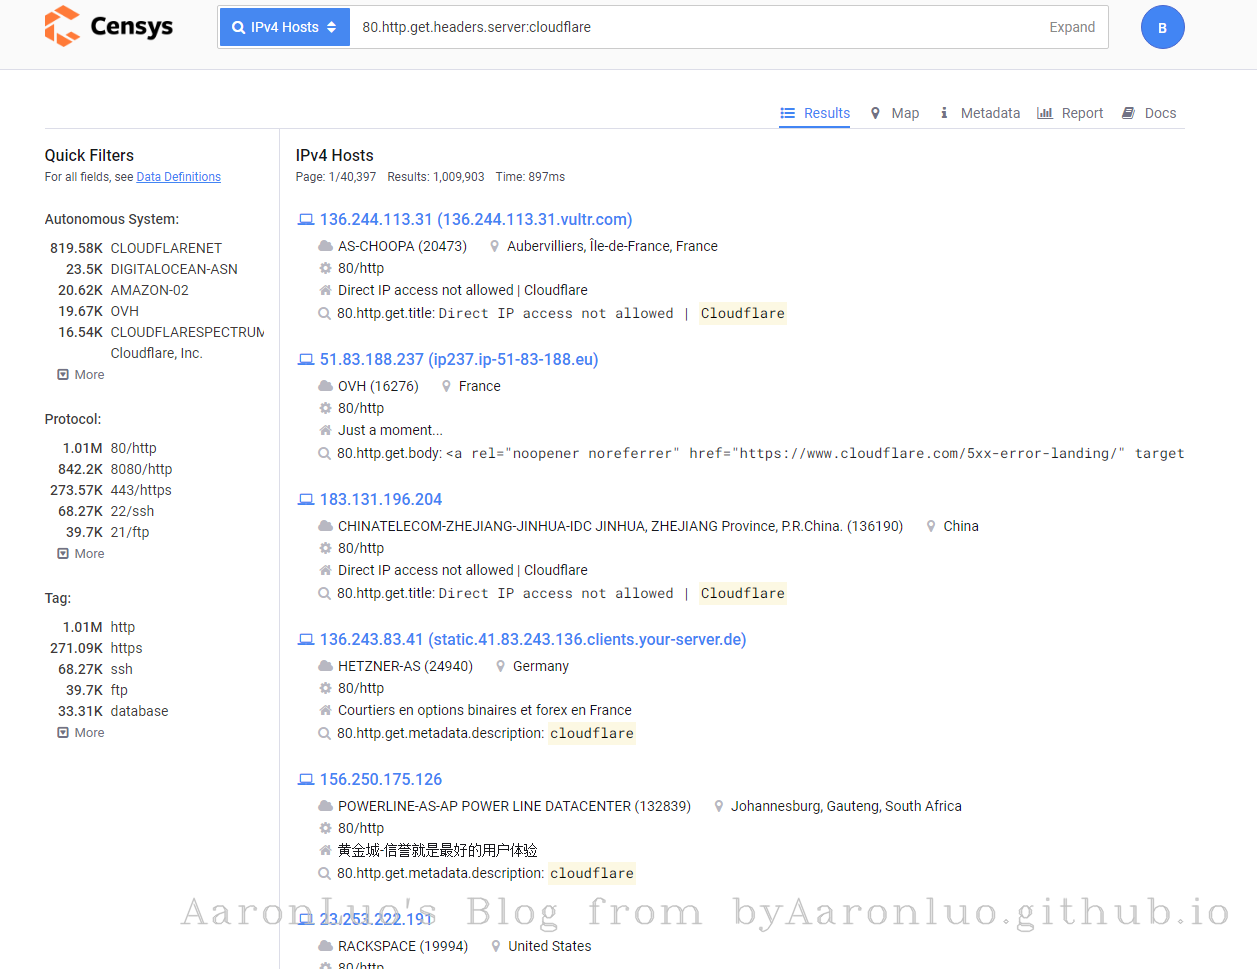 Censys
IPv4 Hosts
80.http.get.headers.server:cloudflare
Expand
B
Results Map Metadata Report Docs
Quick Filters
For all fields, see Data Definitions
Autonomous System:
819.58K CLOUDFLARENET
23.5K DIGITALOCEAN-ASN
20.62K AMAZON-02
19.67K OVH
16.54K CLOUDFLARESPECTRUM
Cloudflare, Inc.
More
Protocol:
1.01M 80/http
842.2K 8080/http
273.57K 443/https
68.27K 22/ssh
39.7K 21/ftp
More
Tag:
1.01M http
271.09K https
68.27K ssh
39.7K ftp
33.31K database
More
IPv4 Hosts
Page: 1/40,397 Results: 1,009,903 Time: 897ms
136.244.113.31 (136.244.113.31.vultr.com)
AS-CHOOPA (20473) Aubervilliers, Île-de-France, France
80/http
Direct IP access not allowed | Cloudflare
80.http.get.title: Direct IP access not allowed | Cloudflare
51.83.188.237 (ip237.ip-51-83-188.eu)
OVH (16276) France
80/http
Just a moment...
80.http.get.body: <a rel="noopener noreferrer" href="https://www.cloudflare.com/5xx-error-landing/" target
183.131.196.204
CHINATELECOM-ZHEJIANG-JINHUA-IDC JINHUA, ZHEJIANG Province, P.R.China. (136190) China
80/http
Direct IP access not allowed | Cloudflare
80.http.get.title: Direct IP access not allowed | Cloudflare
136.243.83.41 (static.41.83.243.136.clients.your-server.de)
HETZNER-AS (24940) Germany
80/http
Courtiers en options binaires et forex en France
80.http.get.metadata.description: cloudflare
156.250.175.126
POWERLINE-AS-AP POWER LINE DATACENTER (132839) Johannesburg, Gauteng, South Africa
80/http
黄金城-信誉就是最好的用户体验
80.http.get.metadata.description: cloudflare
23.253.222.191
AaronLuo's Blog from byAaronluo.github.io
RACKSPACE (19994) United States
80/http